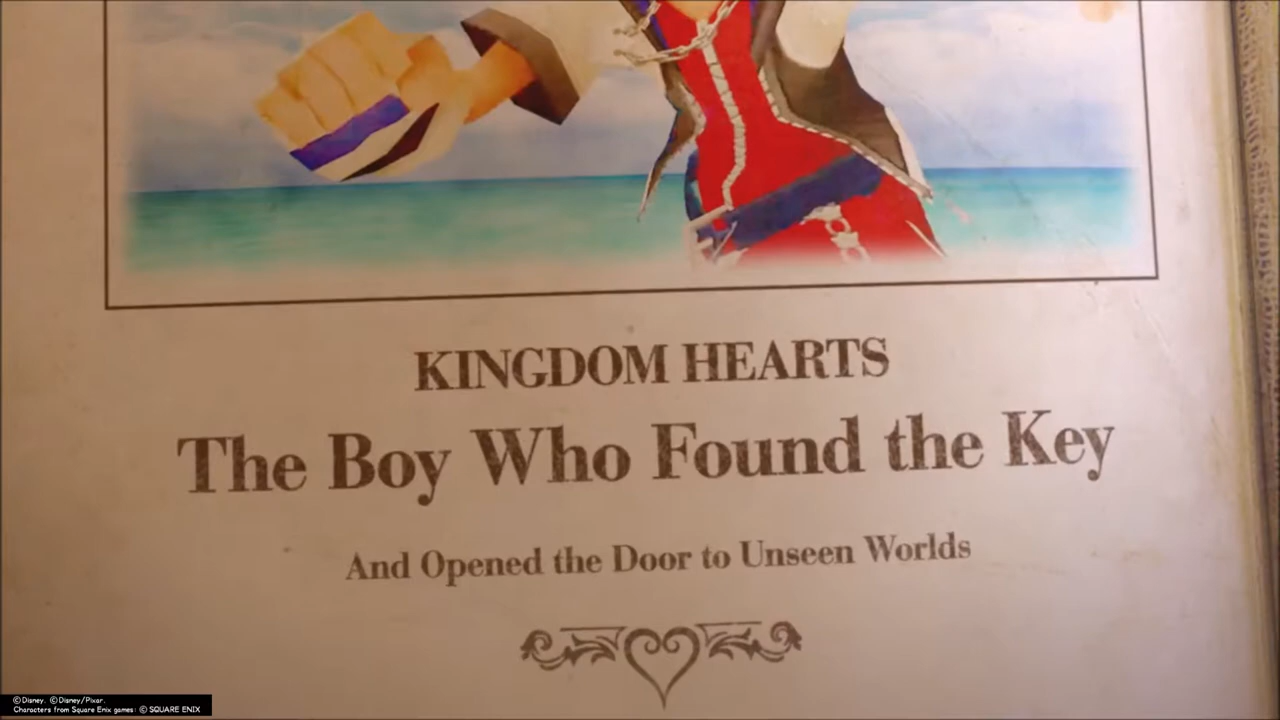 KINGDOM HEARTS
The Boy Who Found the Key
And Opened the Door to Unseen Worlds
©Disney. ©Disney/Pixar.
Characters from Square Enix games: © SQUARE ENIX